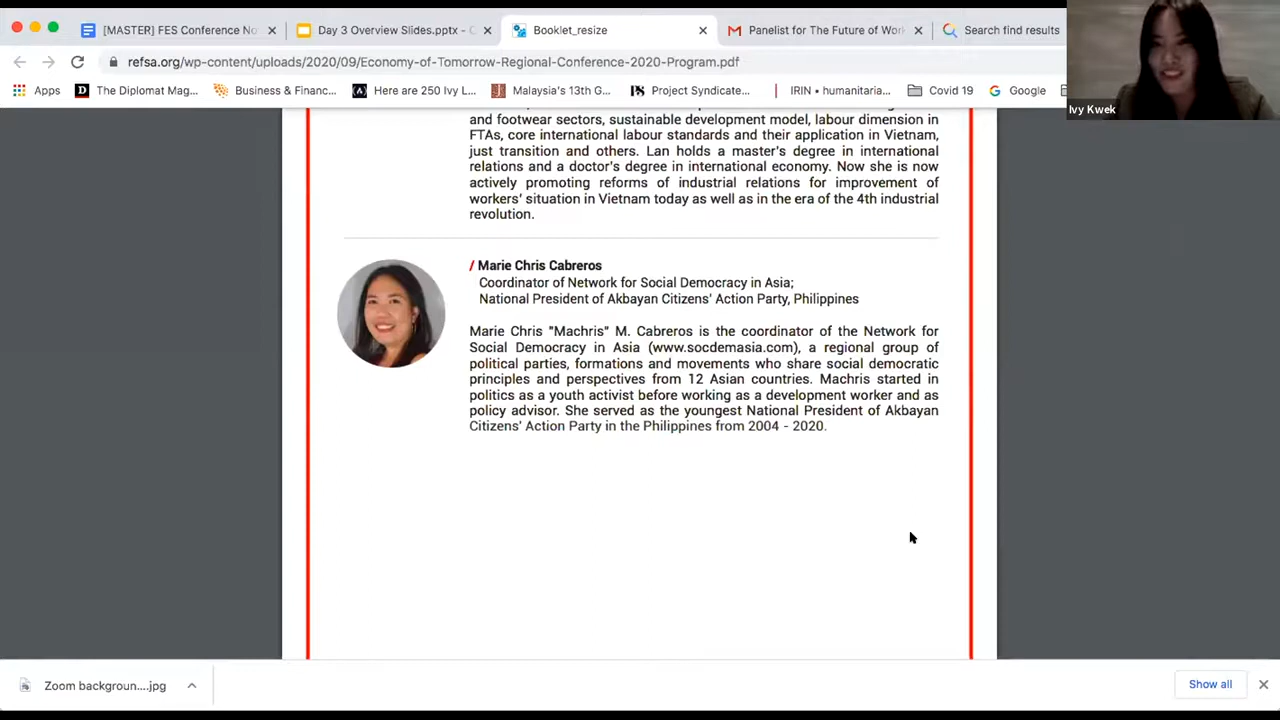 [MASTER] FES Conference No
Day 3 Overview Slides.pptx - G
Booklet_resize
Panelist for The Future of Wor
Search find results
refsa.org/wp-content/uploads/2020/09/Economy-of-Tomorrow-Regional-Conference-2020-Program.pdf
Apps
The Diplomat Mag...
Business & Financ...
Here are 250 Ivy L...
Malaysia's 13th G...
Project Syndicate...
IRIN • humanitaria...
Covid 19
Google
Ivy Kwek
and footwear sectors, sustainable development model, labour dimension in
FTAs, core international labour standards and their application in Vietnam,
just transition and others. Lan holds a master's degree in international
relations and a doctor's degree in international economy. Now she is now
actively promoting reforms of industrial relations for improvement of
workers' situation in Vietnam today as well as in the era of the 4th industrial
revolution.
/ Marie Chris Cabreros
Coordinator of Network for Social Democracy in Asia;
National President of Akbayan Citizens' Action Party, Philippines
Marie Chris "Machris" M. Cabreros is the coordinator of the Network for
Social Democracy in Asia (www.socdemasia.com), a regional group of
political parties, formations and movements who share social democratic
principles and perspectives from 12 Asian countries. Machris started in
politics as a youth activist before working as a development worker and as
policy advisor. She served as the youngest National President of Akbayan
Citizens' Action Party in the Philippines from 2004 - 2020.
Zoom backgroun....jpg
Show all